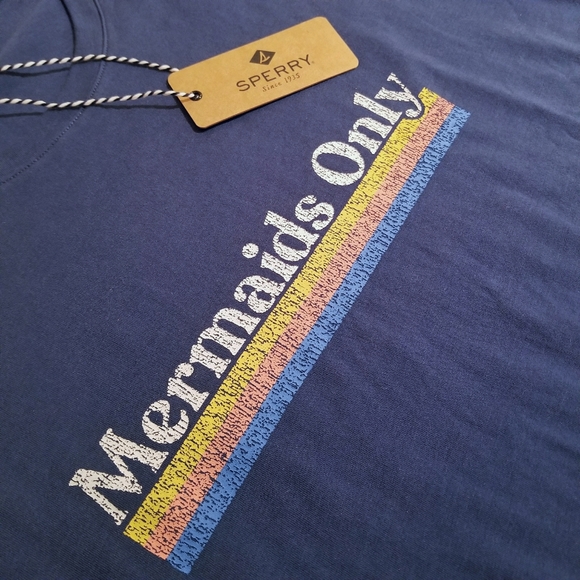 SPERRY
Since 1935
Mermaids Only